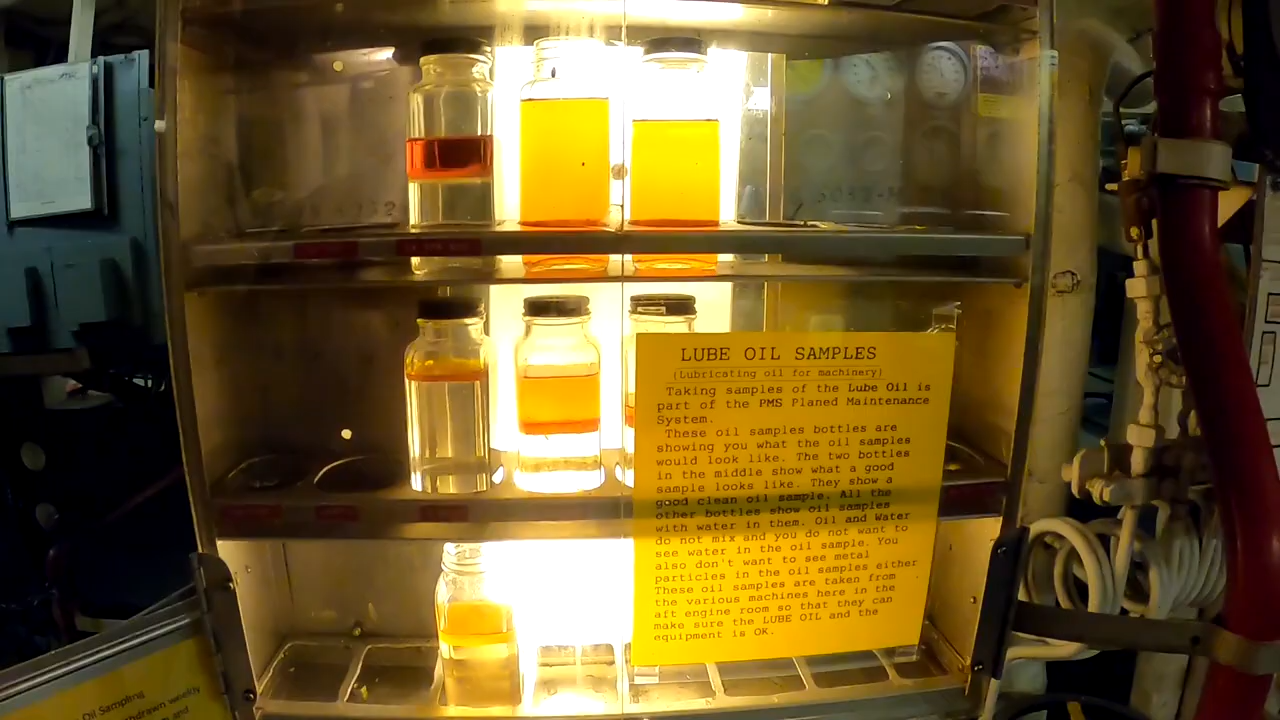 LUBE OIL SAMPLES
(Lubricating oil for machinery)
Taking samples of the Lube Oil is
part of the PMS Planed Maintenance
System.
These oil samples bottles are
showing you what the oil samples
would look like. The two bottles
in the middle show what a good
sample looks like. They show a
good clean oil sample. All the
other bottles show oil samples
with water in them. Oil and Water
do not mix and you do not want to
see water in the oil sample. You
also don't want to see metal
particles in the oil samples either
These oil samples are taken from
the various machines here in the
aft engine room so that they can
make sure the LUBE OIL and the
equipment is OK.
Oil Sampling
weekly
and